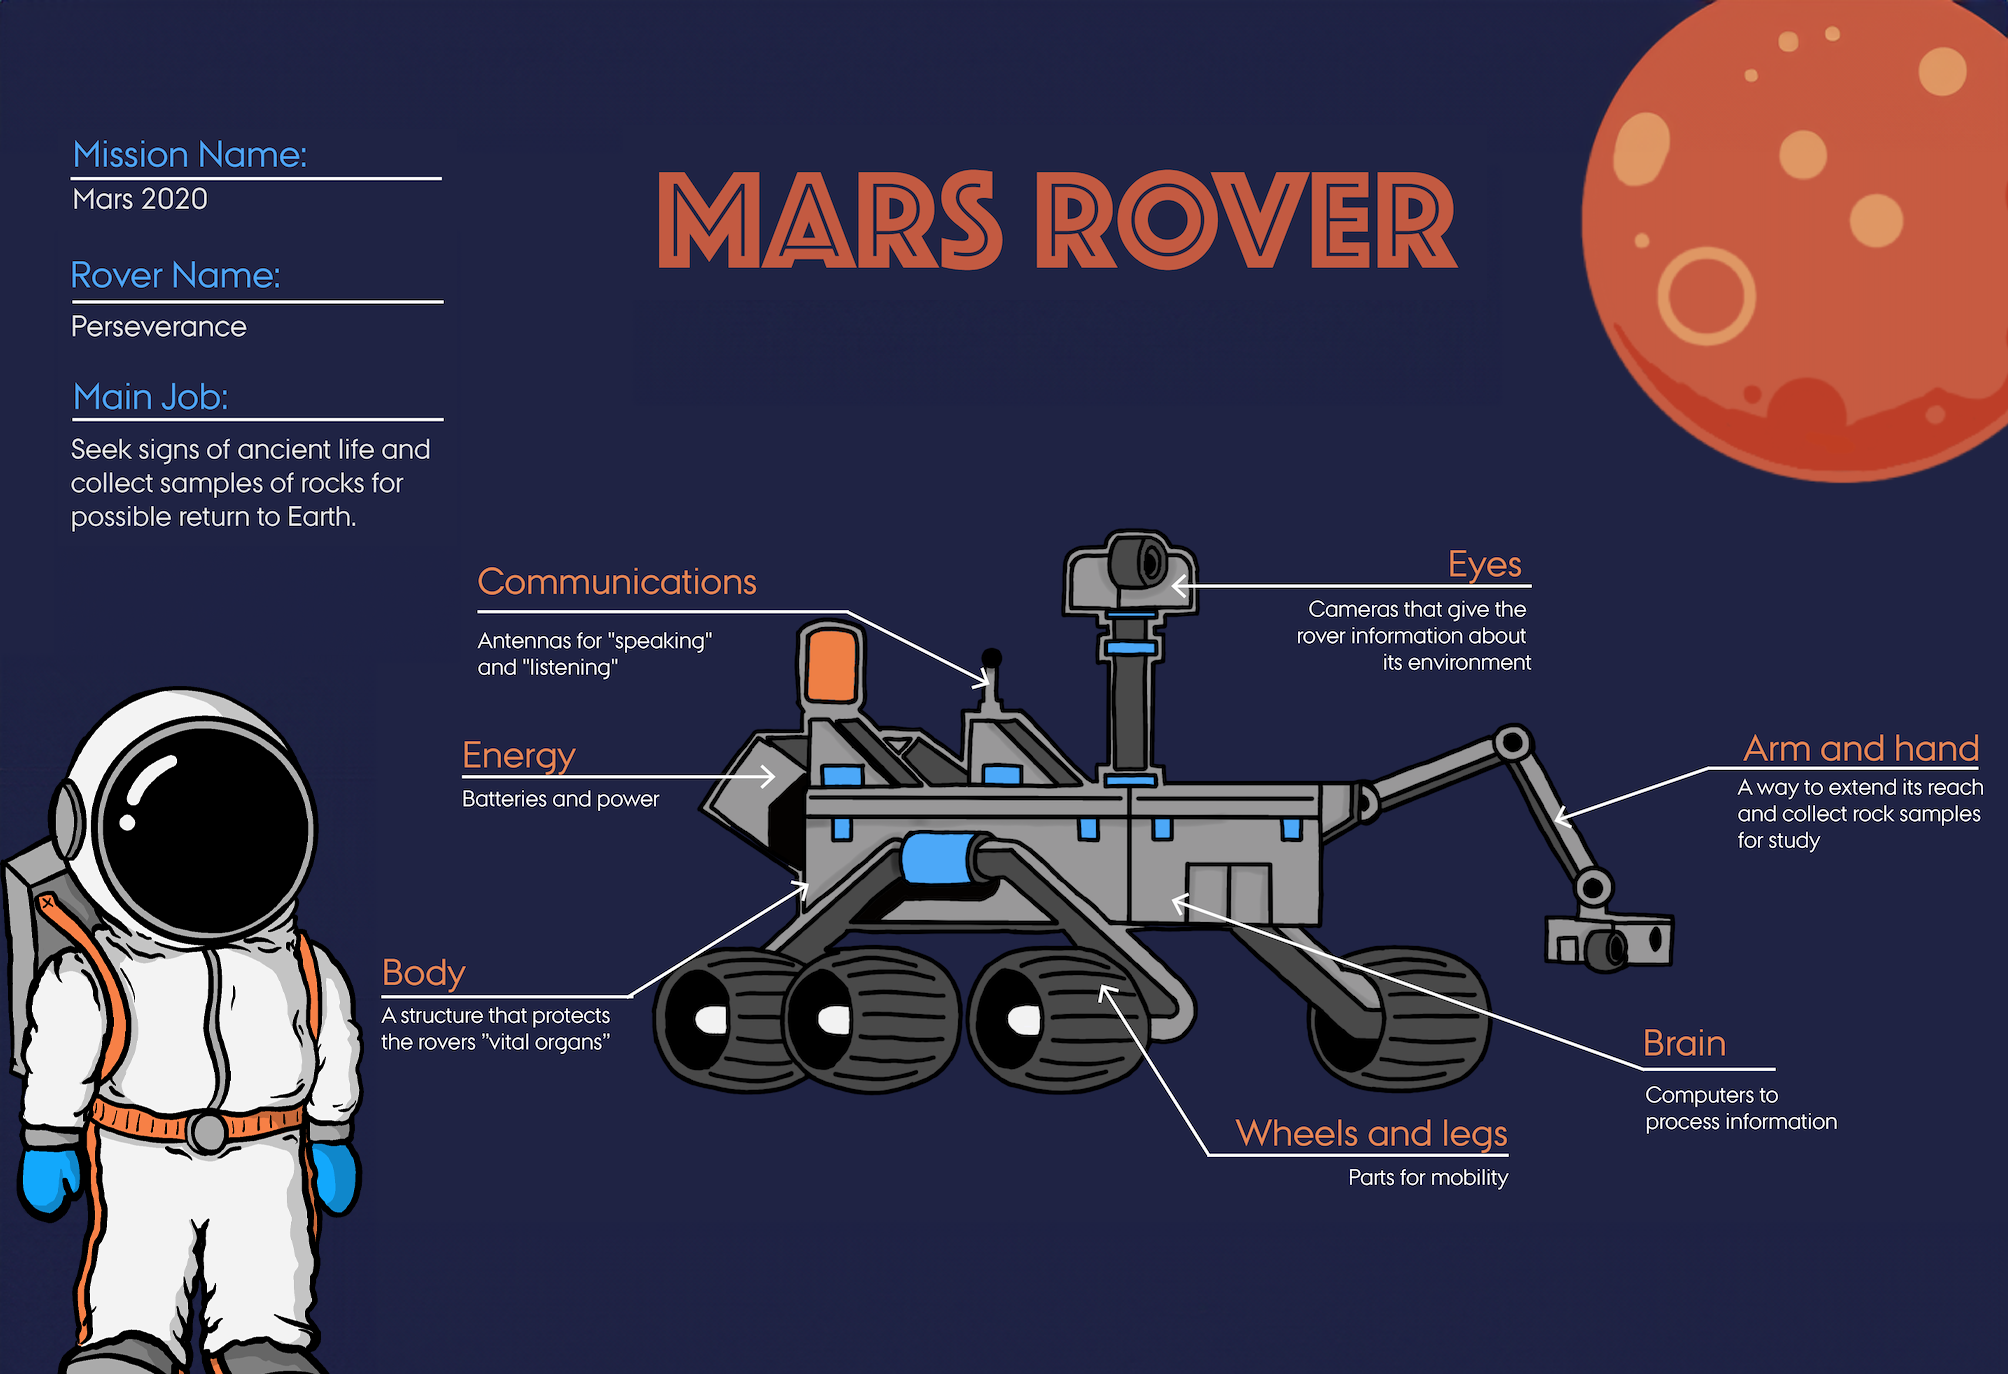 Mission Name:
Mars 2020
Rover Name:
Perseverance
Main Job:
Seek signs of ancient life and
collect samples of rocks for
possible return to Earth.
MARS ROVER
Communications
Antennas for "speaking"
and "listening"
Eyes
Cameras that give the
rover information about
its environment
Energy
Batteries and power
Arm and hand
A way to extend its reach
and collect rock samples
for study
Body
A structure that protects
the rovers "vital organs"
Brain
Computers to
process information
Wheels and legs
Parts for mobility